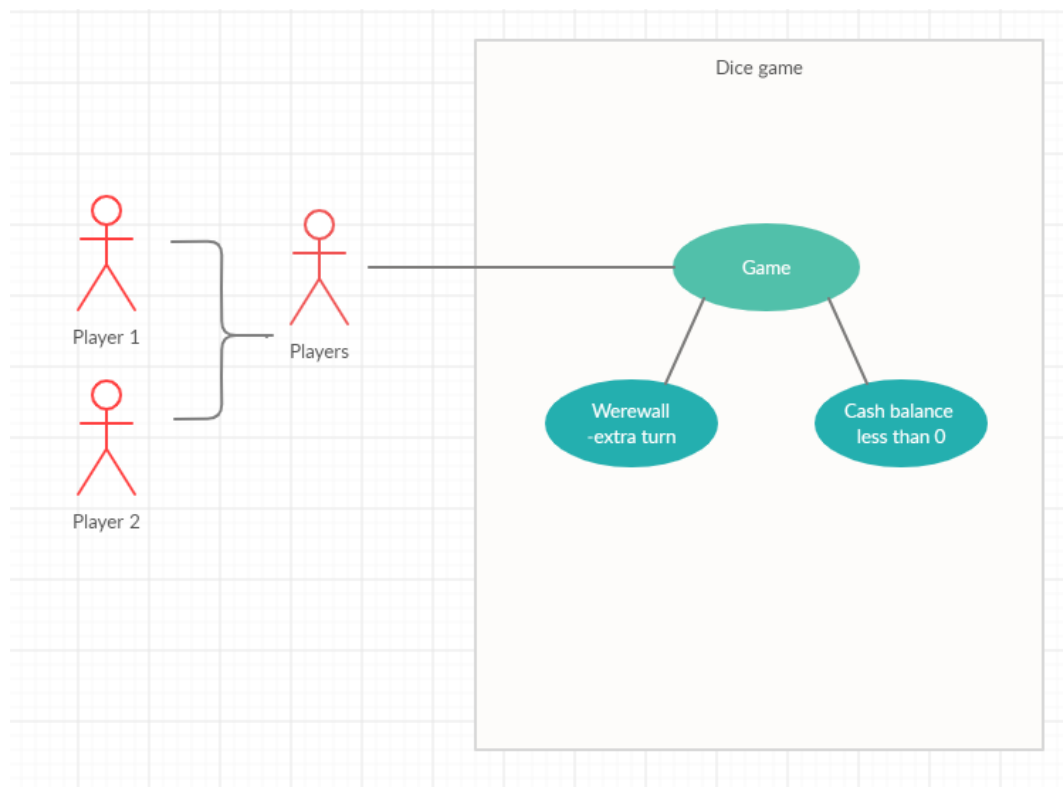 Dice game
Player 1
Players
Player 2
Game
Werewall
-extra turn
Cash balance
less than 0